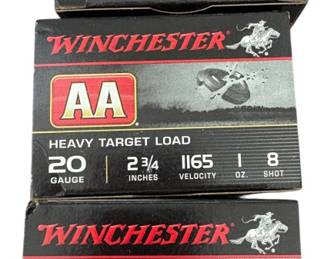 WINCHESTER
AA
HEAVY TARGET LOAD
20 2 3/4 1165 1 8
GAUGE INCHES VELOCITY OZ. SHOT
WINCHESTER